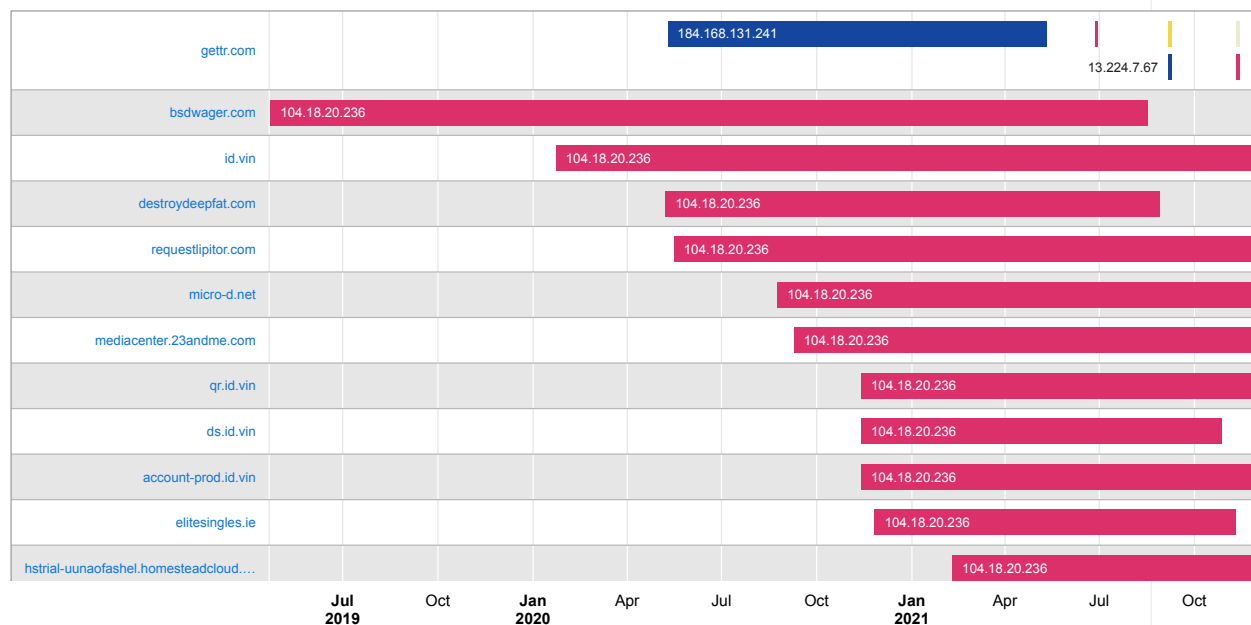 184.168.131.241
gettr.com
13.224.7.67
bsdwager.com
104.18.20.236
id.vin
104.18.20.236
destroydeepfat.com
104.18.20.236
requestlipitor.com
104.18.20.236
micro-d.net
104.18.20.236
mediacenter.23andme.com
104.18.20.236
qr.id.vin
104.18.20.236
ds.id.vin
104.18.20.236
account-prod.id.vin
104.18.20.236
elitesingles.ie
104.18.20.236
hstrial-uunaofashel.homesteadcloud.…
104.18.20.236
Jul Oct Jan Apr Jul Oct Jan Apr Jul Oct
2019 2020 2021